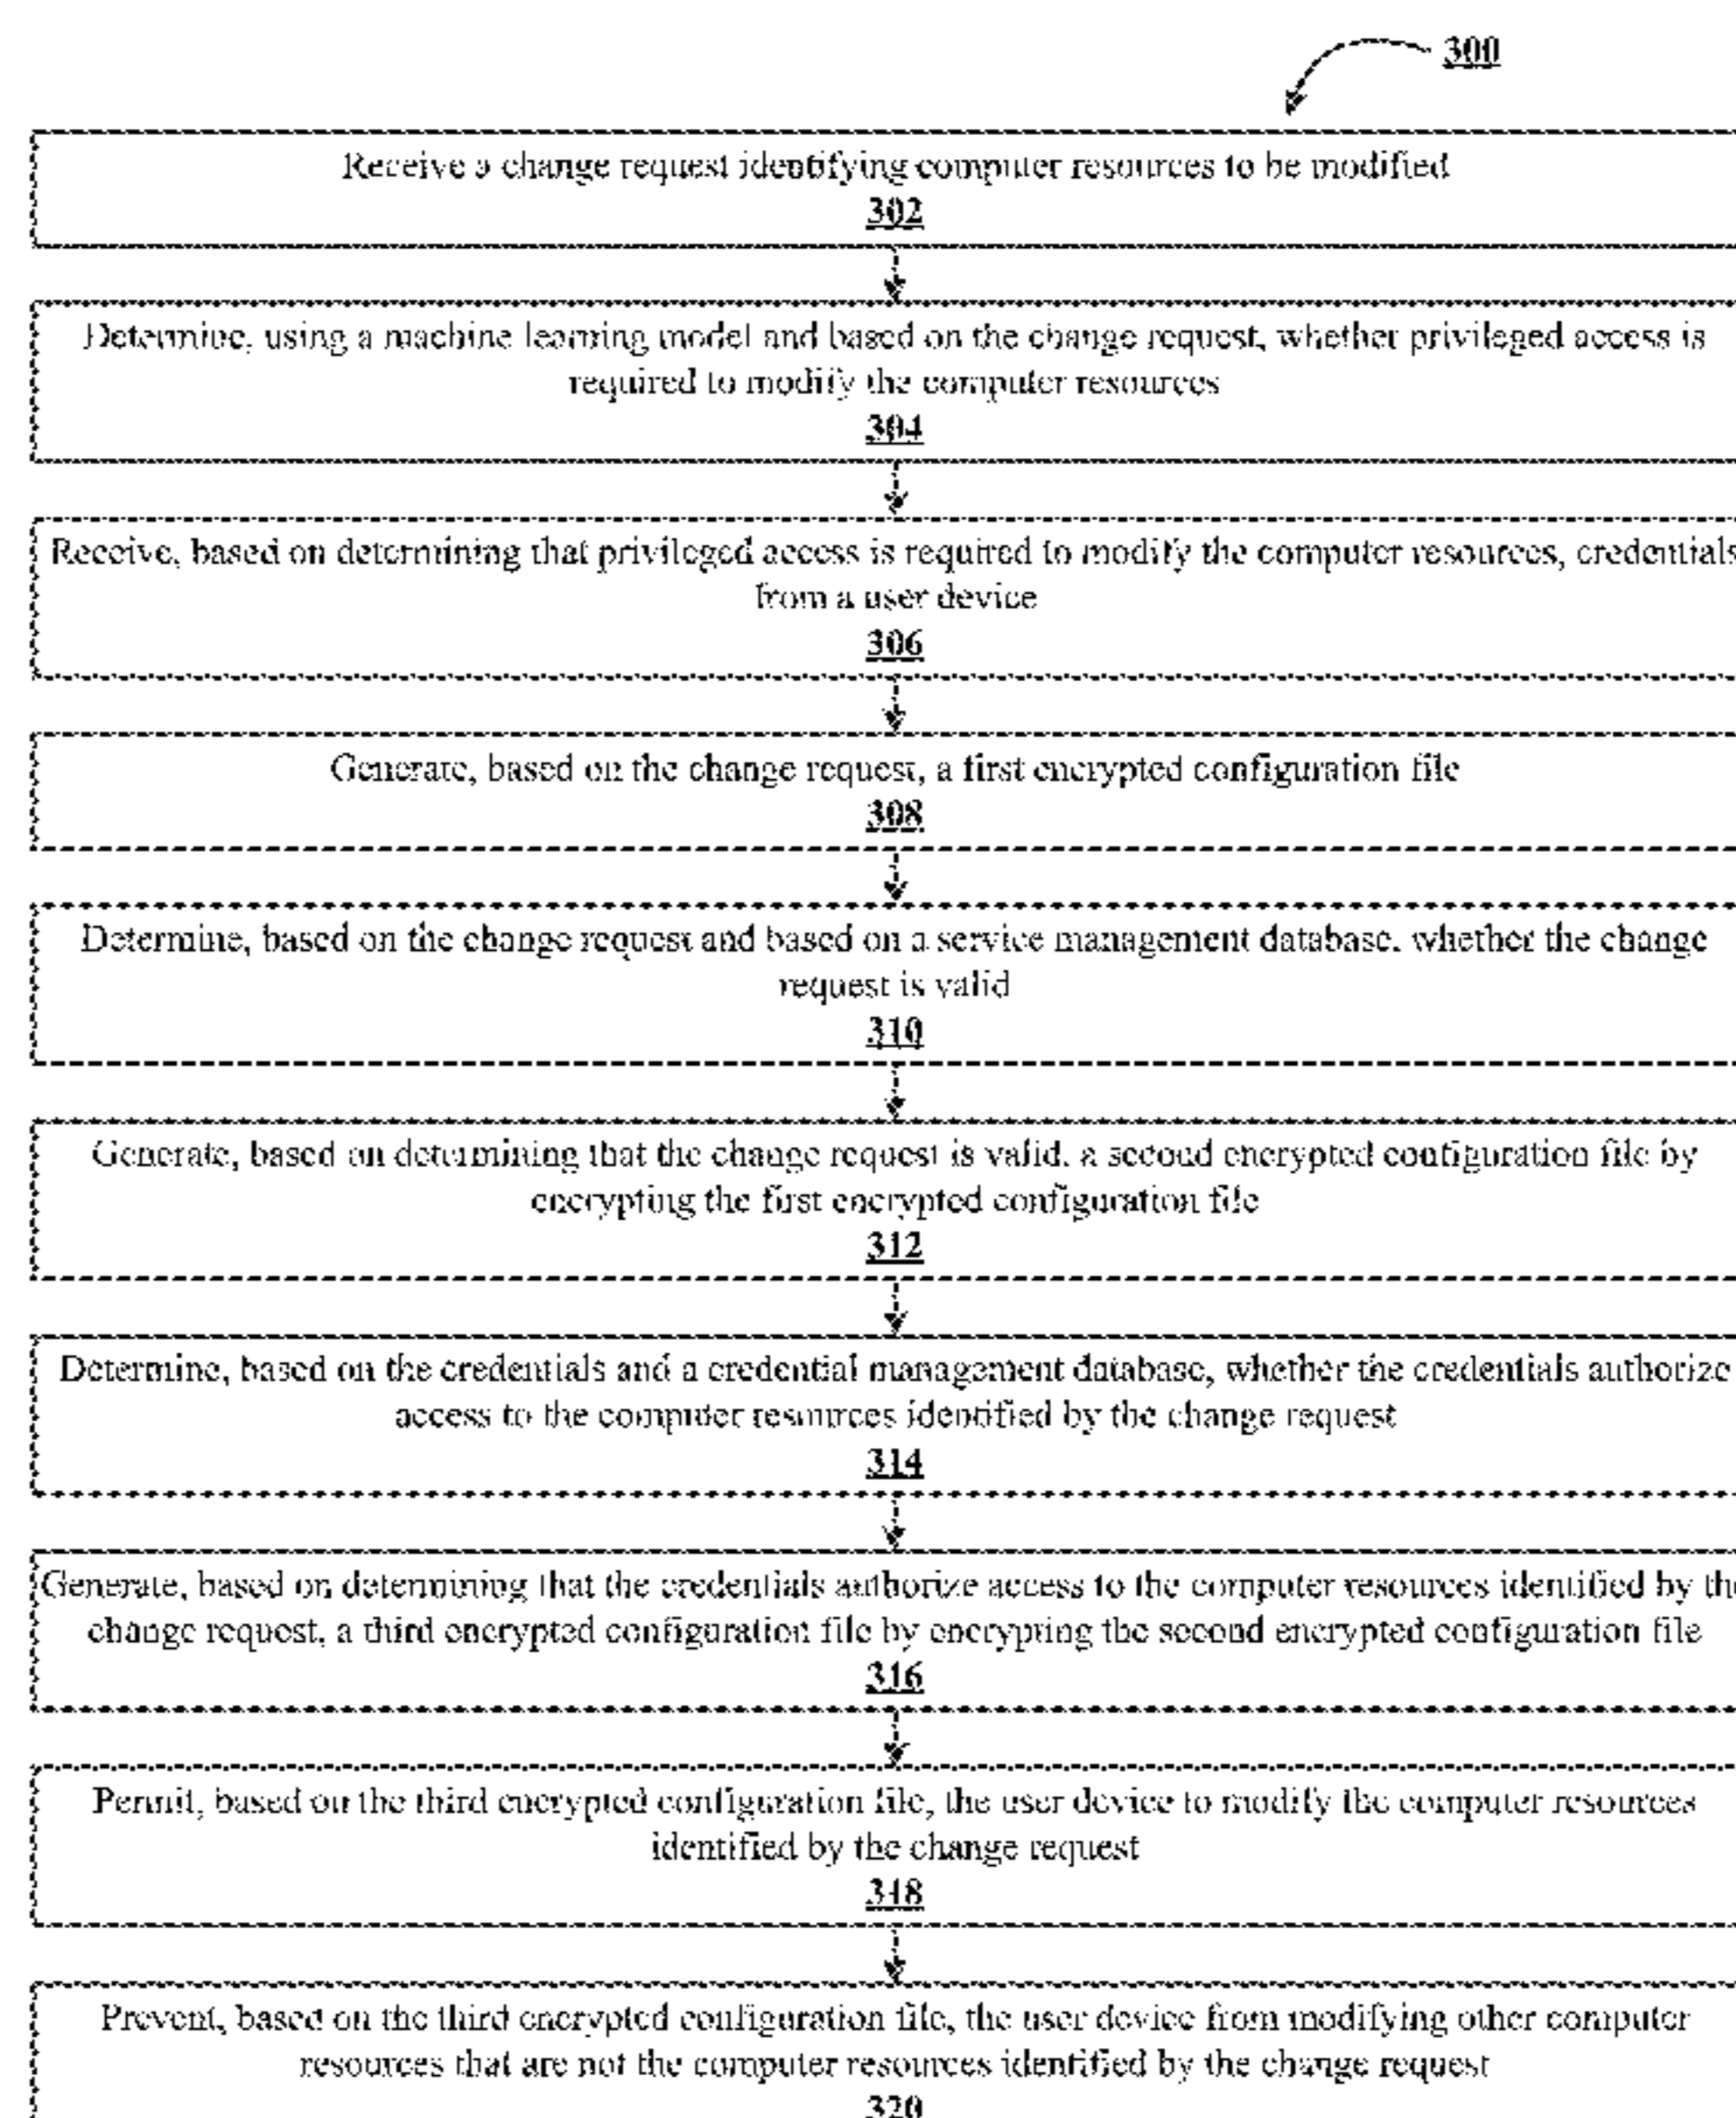 300
Receive a change request identifying computer resources to be modified
302
Determine, using a machine learning model and based on the change request, whether privileged access is
required to modify the computer resources
304
Receive, based on determining that privileged access is required to modify the computer resources, credentials
from a user device
306
Generate, based on the change request, a first encrypted configuration file
308
Determine, based on the change request and based on a service management database, whether the change
request is valid
310
Generate, based on determining that the change request is valid, a second encrypted configuration file by
encrypting the first encrypted configuration file
312
Determine, based on the credentials and a credential management database, whether the credentials authorize
access to the computer resources identified by the change request
314
Generate, based on determining that the credentials authorize access to the computer resources identified by the
change request, a third encrypted configuration file by encrypting the second encrypted configuration file
316
Permit, based on the third encrypted configuration file, the user device to modify the computer resources
identified by the change request
318
Prevent, based on the third encrypted configuration file, the user device from modifying other computer
resources that are not the computer resources identified by the change request
320